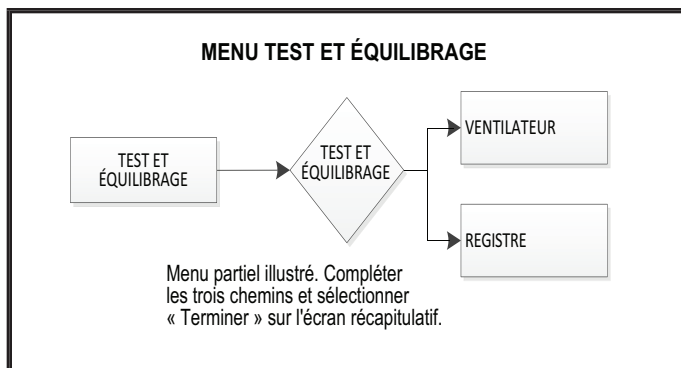 MENU TEST ET ÉQUILIBRAGE
TEST ET
ÉQUILIBRAGE
TEST ET
ÉQUILIBRAGE
VENTILATEUR
REGISTRE
Menu partiel illustré. Compléter
les trois chemins et sélectionner
« Terminer » sur l'écran récapitulatif.